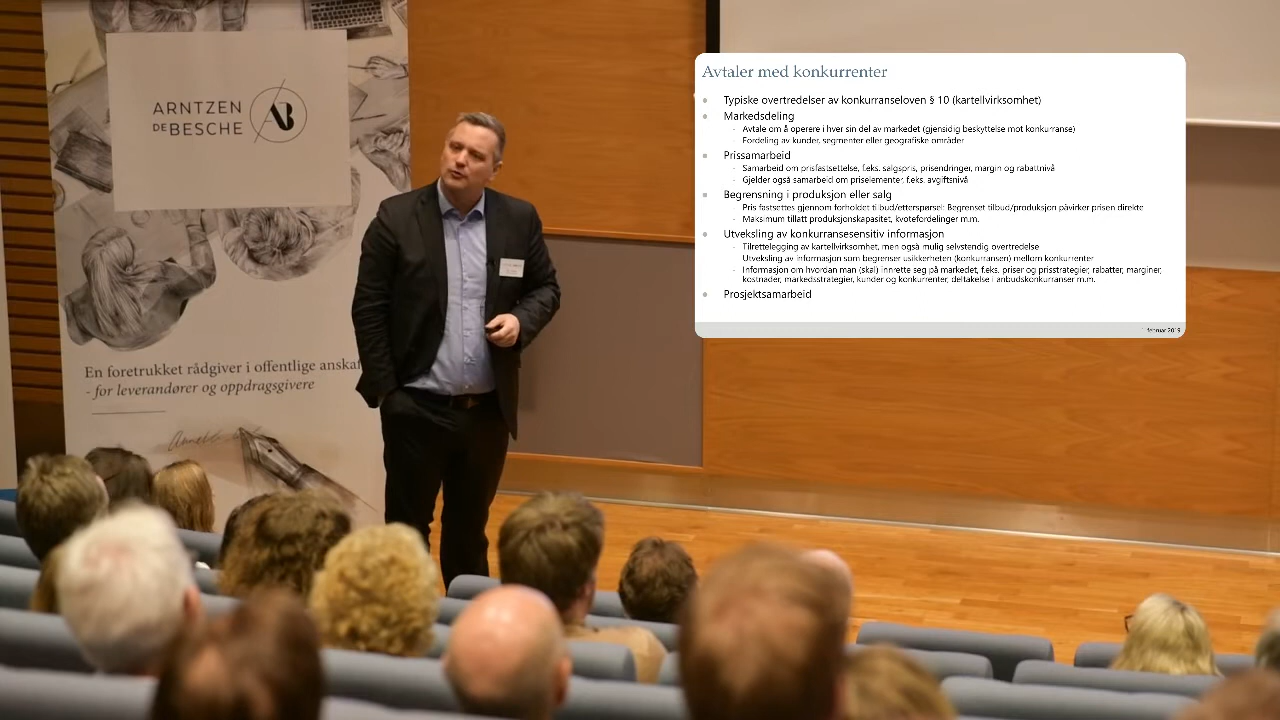 ARNTZEN
DE BESCHE
En foretrukket rådgiver i offentlige
- for leverandører og oppdragsgivere
Avtaler med konkurrenter
Typiske overtredelser av konkurranseloven § 10 (kartellvirksomhet)
Markedsdeling
- Avtale om å operere i hver sin del av markedet (gjensidig beskyttelse mot konkurranse)
- Fordeling av kunder, segmenter eller geografiske områder
Prissamarbeid
- Samarbeid om prisfastsettelse, f.eks. salgspris, prisendringer, margin og rabattnivå
- Gjelder også samarbeid om priselementer, f.eks. avgiftsnivå
Begrensning i produksjon eller salg
- Pris fastsettes gjennom forholdet tilbud/etterspørsel: Begrenset tilbud/produksjon påvirker prisen direkte
- Maksimum tillatt produksjonskapasitet, kvotefordelinger m.m.
Utveksling av konkurransesensitiv informasjon
- Tilrettelegging av kartellvirksomhet, men også mulig selvstendig overtredelse
- Utveksling av informasjon som begrenser usikkerheten (konkurransen) mellom konkurrenter
- Informasjon om hvordan man (skal) innrette seg på markedet, f.eks. priser og prisstrategier, rabatter, marginer,
kostnader, markedsstrategier, kunder og konkurrenter, deltakelse i anbudskonkurranser m.m.
Prosjektsamarbeid
februar 2019